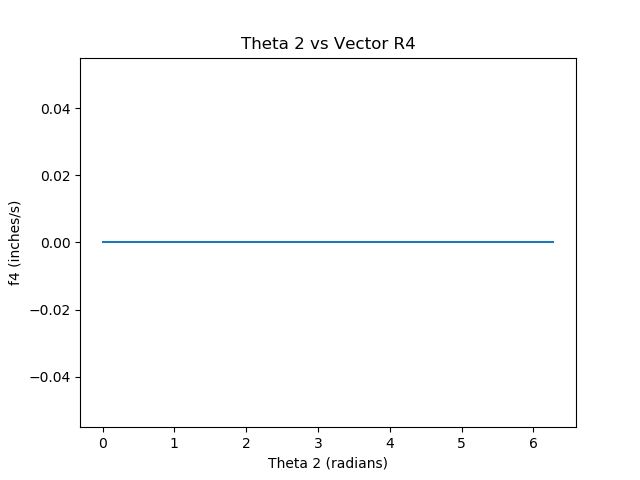 Theta 2 vs Vector R4
f4 (inches/s)
0.04
0.02
0.00
−0.02
−0.04
0 1 2 3 4 5 6
Theta 2 (radians)